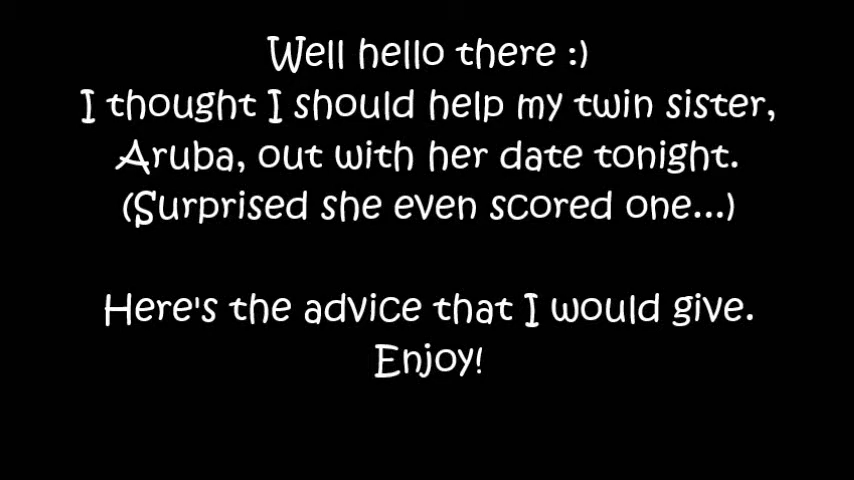 Well hello there :)
I thought I should help my twin sister,
Aruba, out with her date tonight.
(Surprised she even scored one...)
Here's the advice that I would give.
Enjoy!